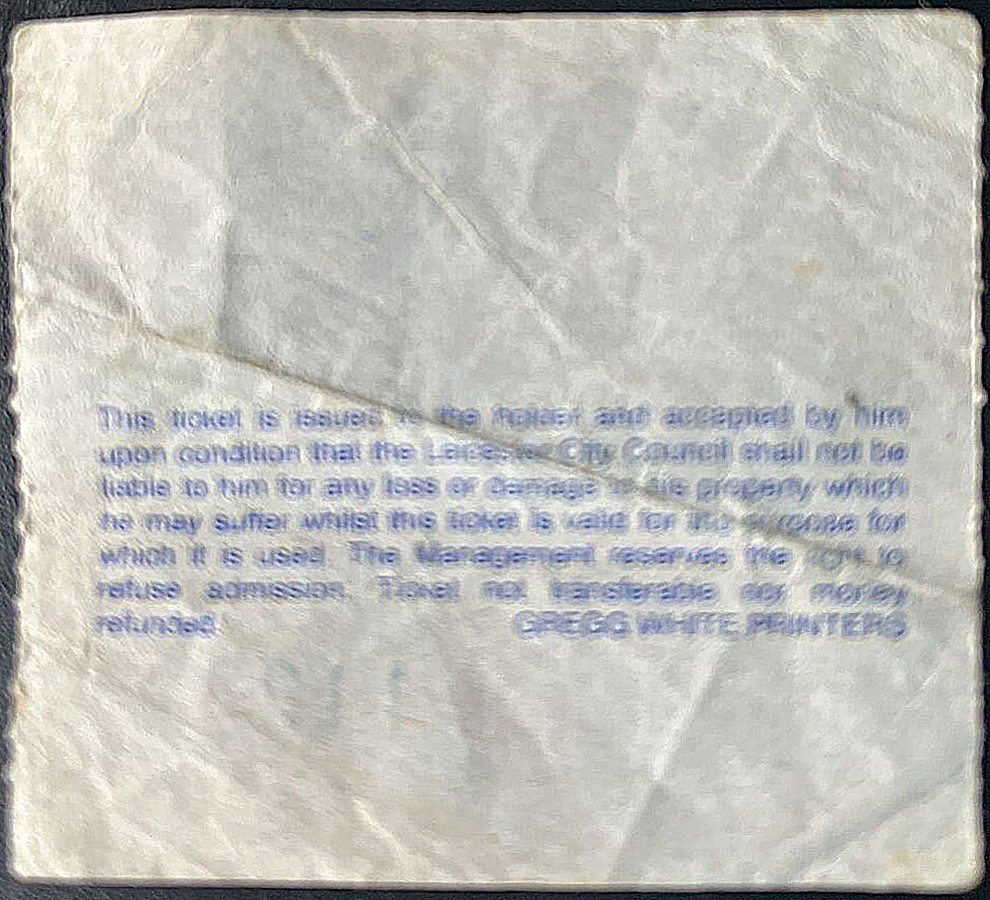 This ticket is issued to the holder and accepted by him
upon condition that the Leicester City Council shall not be
liable to him for any loss or damage to his property which
he may suffer whilst this ticket is valid for the purpose for
which it is used. The Management reserves the right to
refuse admission. Ticket not transferable nor money
refunded. GREGG WHITE PRINTERS